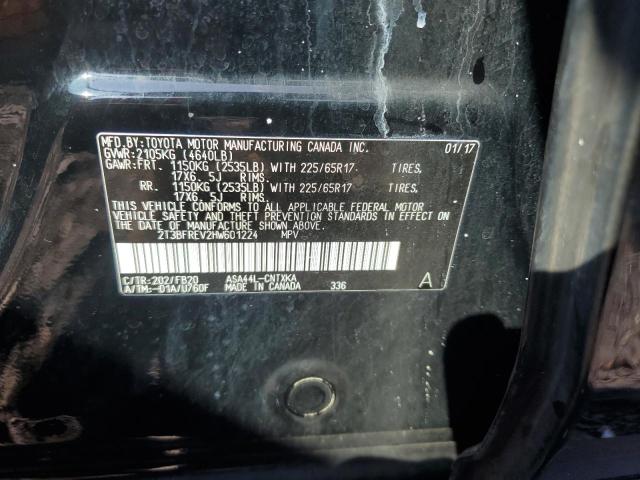 MFD.BY:TOYOTA MOTOR MANUFACTURING CANADA INC. 01/17
GVWR:2105KG (4640LB)
GAWR:FRT. 1150KG (2535LB) WITH 225/65R17 TIRES,
17X6.5J RIMS.
RR. 1150KG (2535LB) WITH 225/65R17 TIRES,
17X6.5J RIMS.
THIS VEHICLE CONFORMS TO ALL APPLICABLE FEDERAL MOTOR
VEHICLE SAFETY AND THEFT PREVENTION STANDARDS IN EFFECT
ON THE DATE OF MANUFACTURE SHOWN ABOVE.
2T3BFREV2HW601224 MPV
C/TR:202/FB20 ASA44L-CNTXKA
A/TM:-01A/U760F MADE IN CANADA 336 A